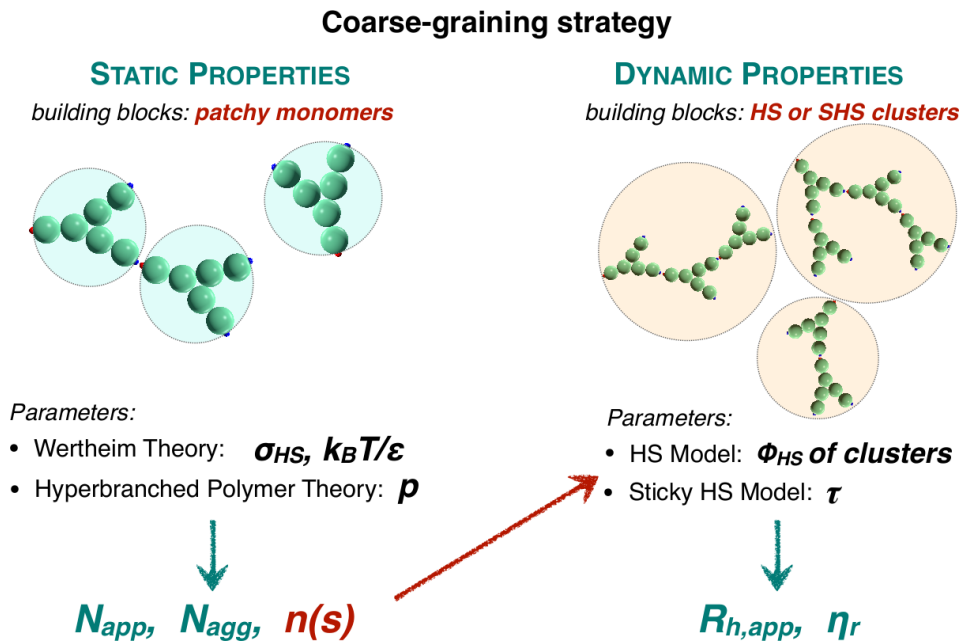 Coarse-graining strategy
STATIC PROPERTIES
building blocks: patchy monomers
Parameters:
• Wertheim Theory: σHS, kBT/ε
• Hyperbranched Polymer Theory: p
Napp, Nagg, n(s)
DYNAMIC PROPERTIES
building blocks: HS or SHS clusters
Parameters:
• HS Model: ΦHS of clusters
• Sticky HS Model: τ
Rh,app, ηr